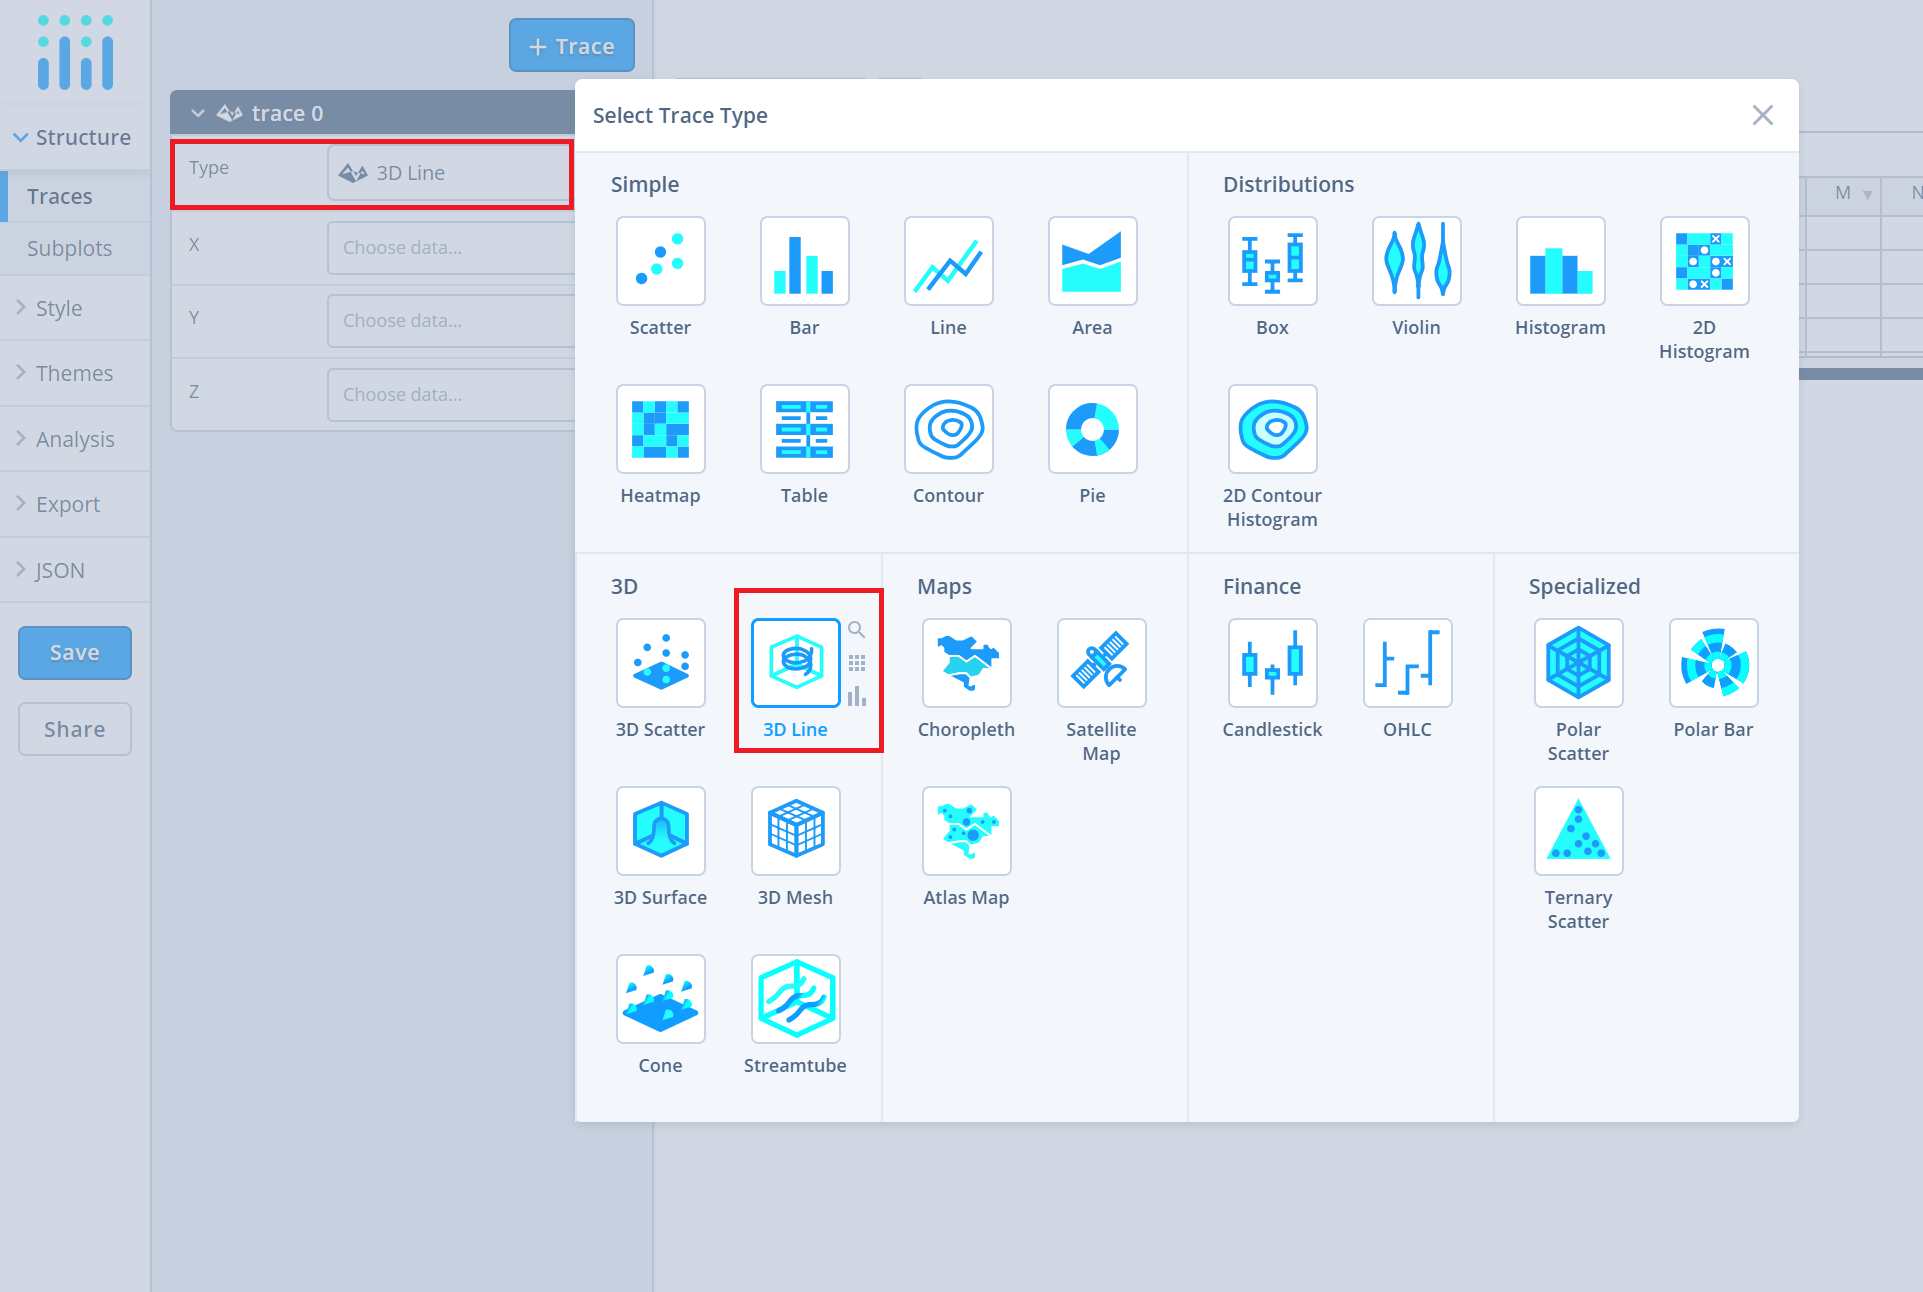 + Trace
Structure
Traces
Subplots
Style
Themes
Analysis
Export
JSON
Save
Share
trace 0
Type 3D Line
X Choose data...
Y Choose data...
Z Choose data...
Select Trace Type
Simple
Scatter Bar Line Area
Heatmap Table Contour Pie
Distributions
Box Violin Histogram 2D
Histogram
2D Contour
Histogram
3D
3D Scatter 3D Line
3D Surface 3D Mesh
Cone Streamtube
Maps
Choropleth Satellite
Map
Atlas Map
Finance
Candlestick OHLC
Specialized
Polar
Scatter
Polar Bar
Ternary
Scatter
M
N